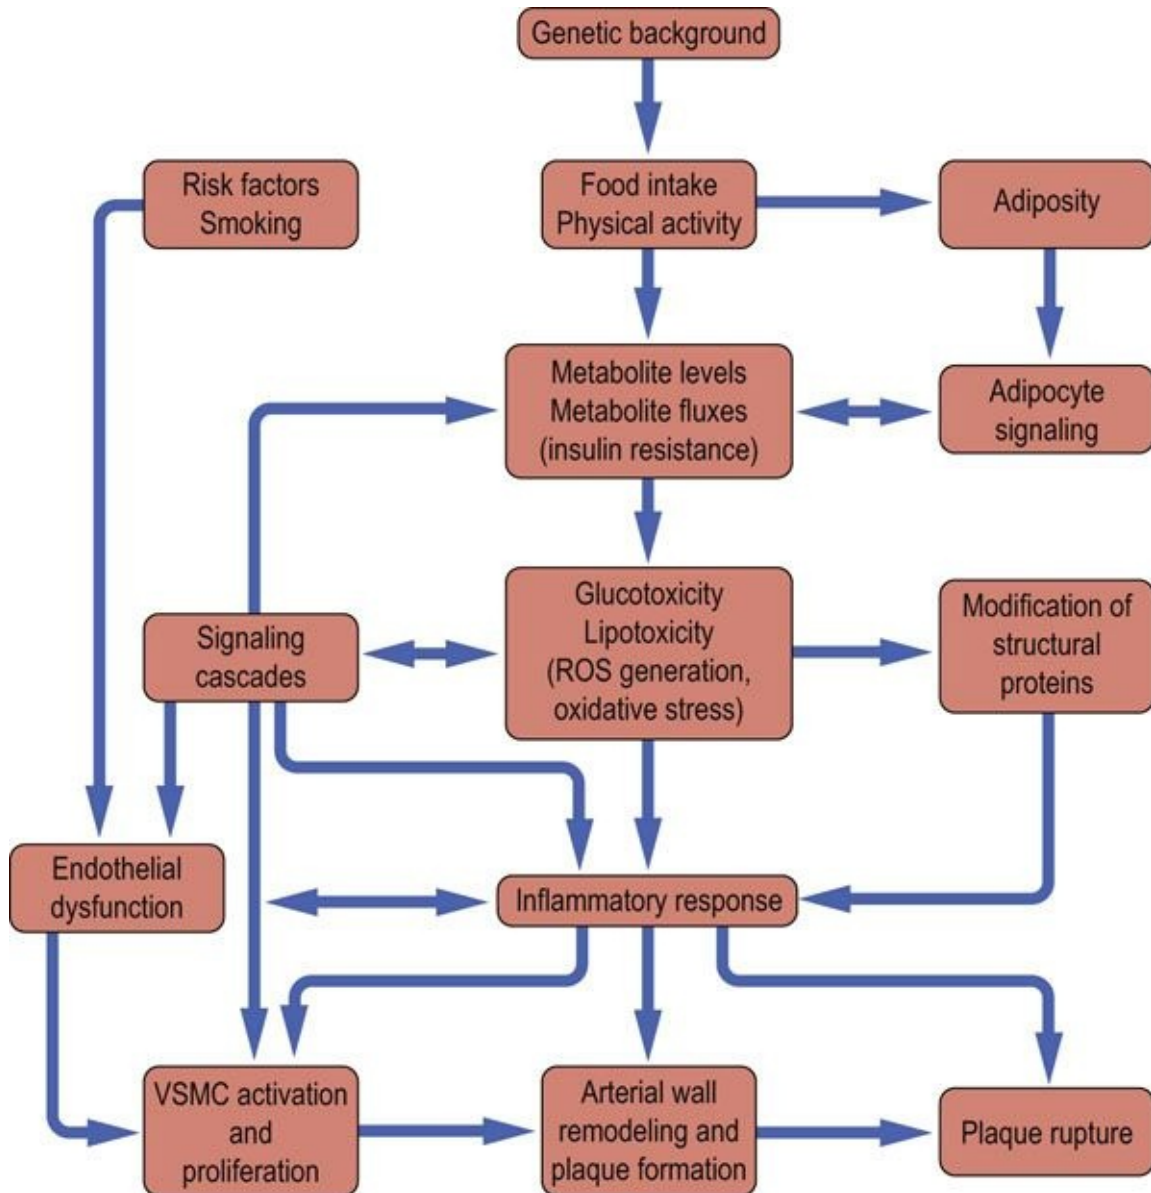 Genetic background
Risk factors
Smoking
Food intake
Physical activity
Adiposity
Metabolite levels
Metabolite fluxes
(insulin resistance)
Adipocyte
signaling
Signaling
cascades
Glucotoxicity
Lipotoxicity
(ROS generation,
oxidative stress)
Modification of
structural
proteins
Endothelial
dysfunction
Inflammatory response
VSMC activation
and
proliferation
Arterial wall
remodeling and
plaque formation
Plaque rupture